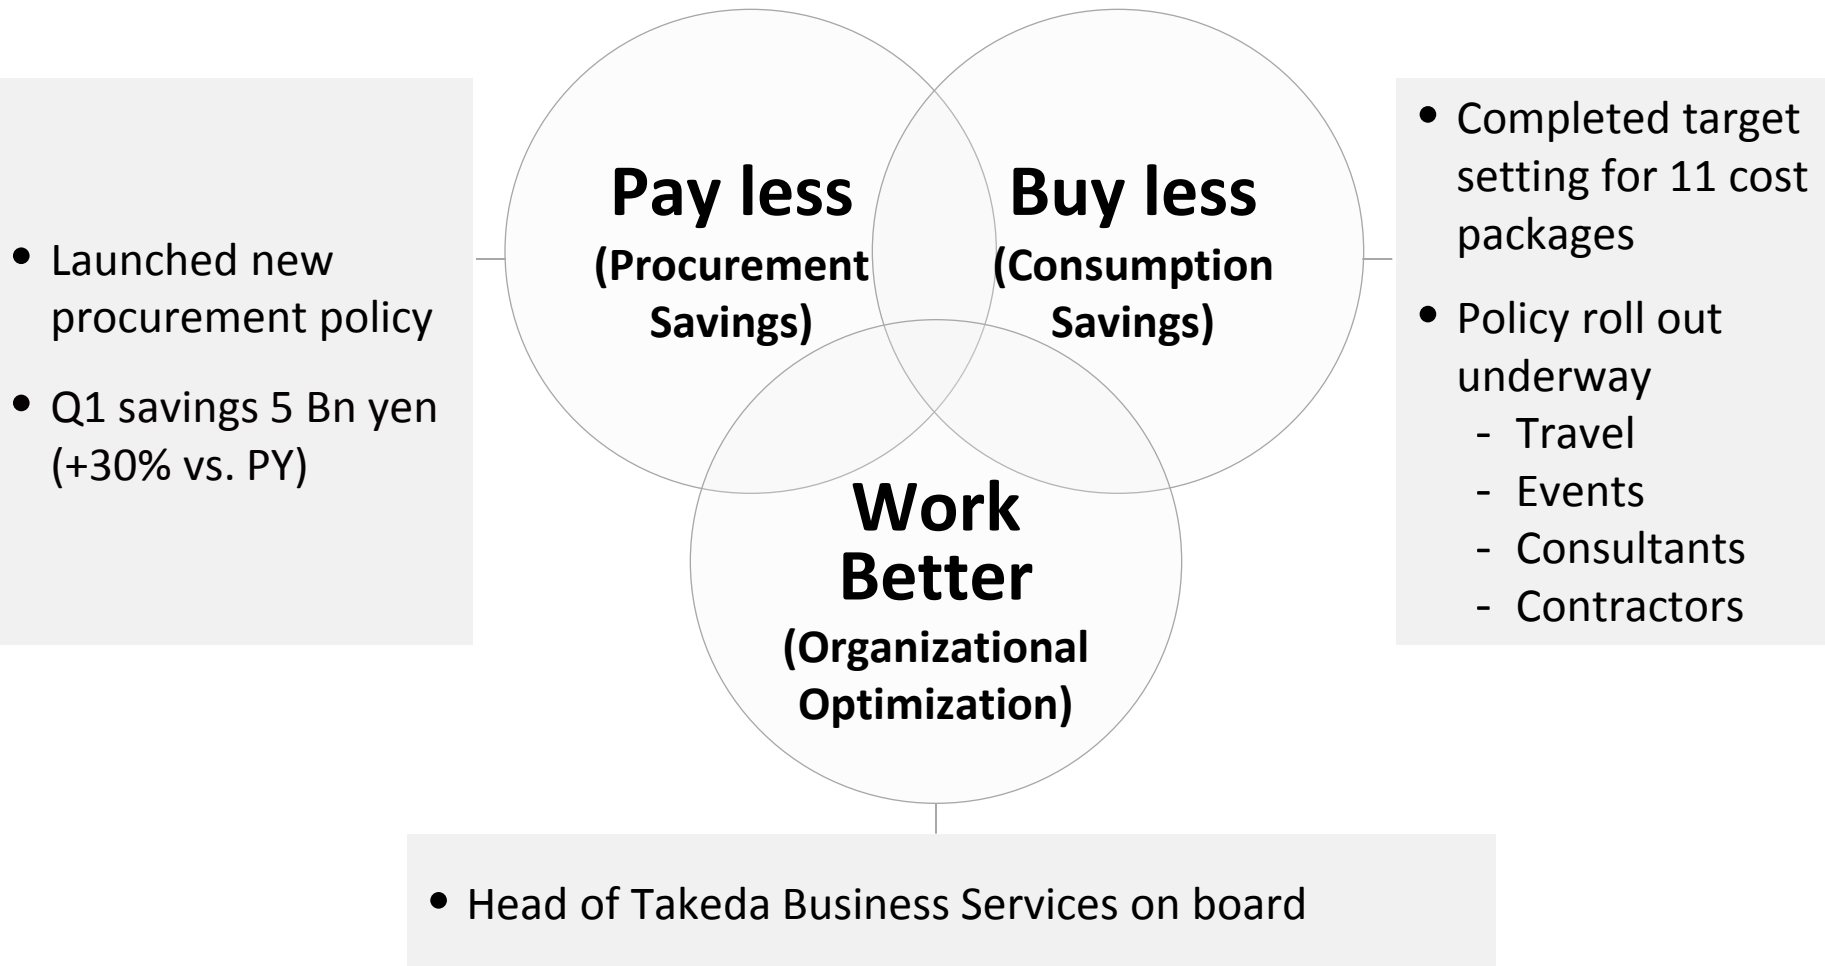 Pay less
(Procurement
Savings)
Buy less
(Consumption
Savings)
Work
Better
(Organizational
Optimization)
• Launched new
procurement policy
• Q1 savings 5 Bn yen
(+30% vs. PY)
• Completed target
setting for 11 cost
packages
• Policy roll out
underway
- Travel
- Events
- Consultants
- Contractors
• Head of Takeda Business Services on board